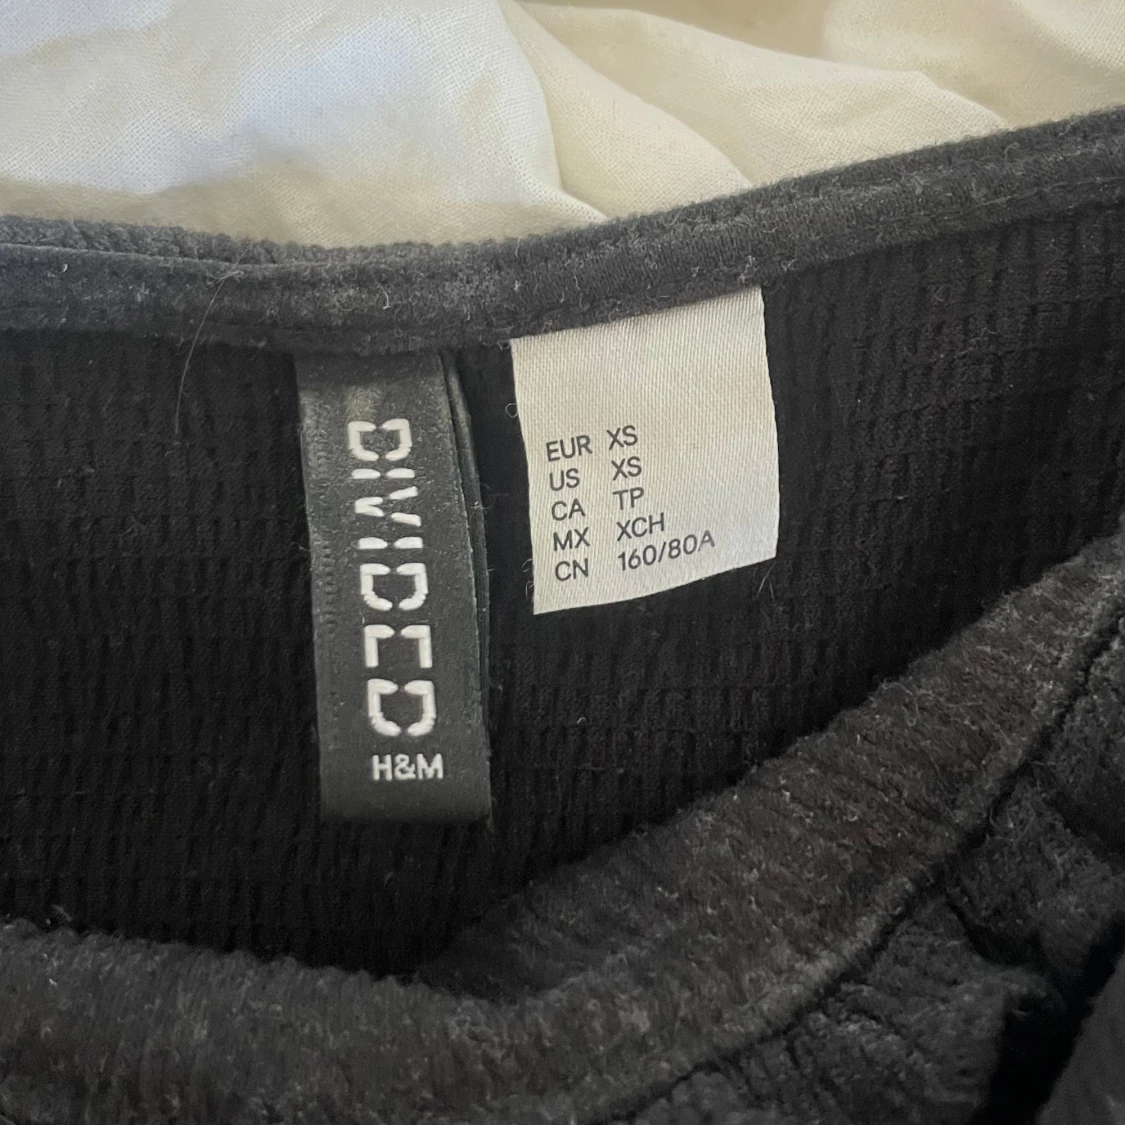 DIVIDED
H&M
EUR XS
US XS
CA TP
MX XCH
CN 160/80A